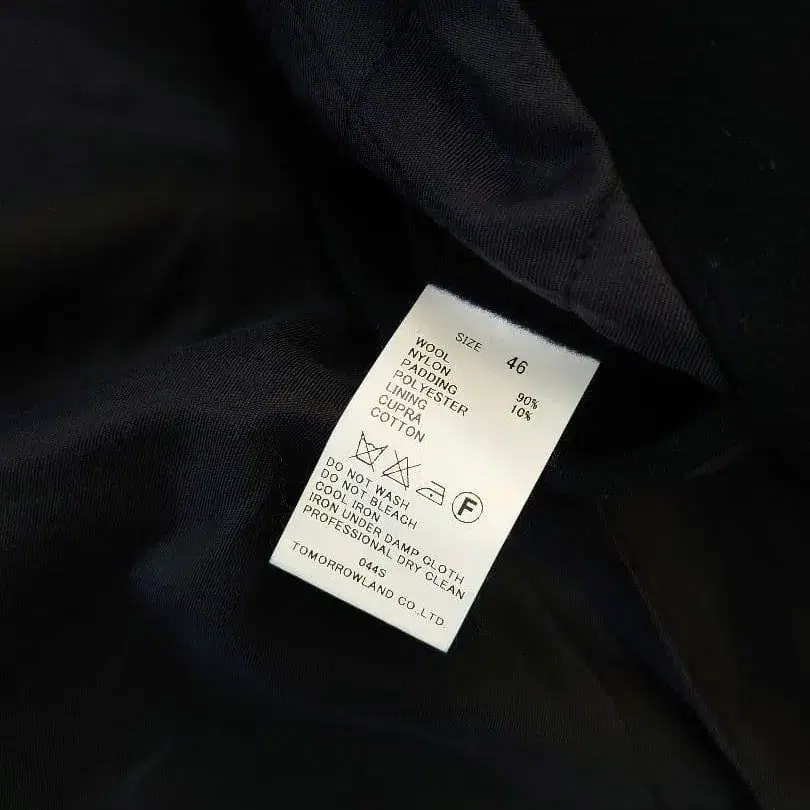 SIZE 46
WOOL 90%
NYLON 10%
PADDING
POLYESTER
LINING
CUPRA
COTTON
F
DO NOT WASH
DO NOT BLEACH
COOL IRON
IRON UNDER DAMP CLOTH
PROFESSIONAL DRY CLEAN
044S
TOMORROWLAND CO.,LTD.